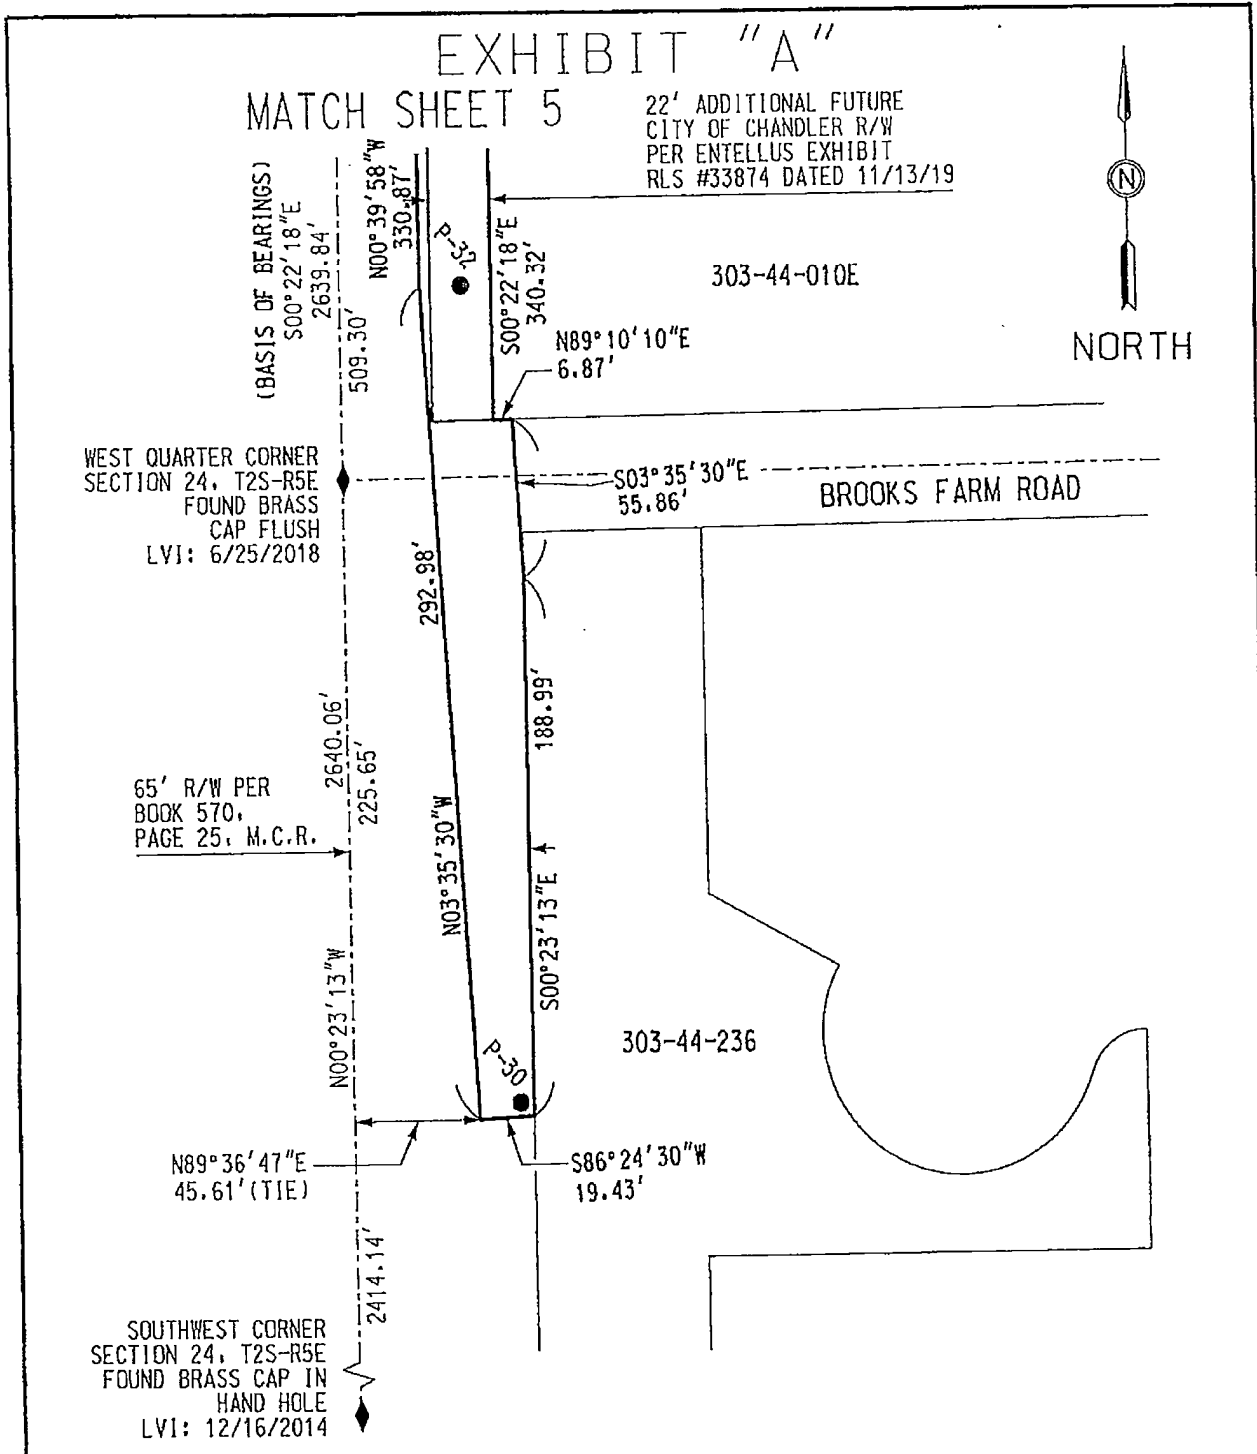 EXHIBIT "A"
MATCH SHEET 5
22' ADDITIONAL FUTURE
CITY OF CHANDLER R/W
PER ENTELLUS EXHIBIT
RLS #33874 DATED 11/13/19
N
NORTH
(BASIS OF BEARINGS)
S00°22'18"E
2639.84'
509.30'
N00°39'58"W
330.87'
P-32
S00°22'18"E
340.32'
303-44-010E
N89°10'10"E
6.87'
WEST QUARTER CORNER
SECTION 24, T2S-R5E
FOUND BRASS
CAP FLUSH
LVI: 6/25/2018
S03°35'30"E
55.86'
BROOKS FARM ROAD
292.98'
N03°35'30"W
188.99'
S00°23'13"E
2640.06'
225.65'
65' R/W PER
BOOK 570,
PAGE 25, M.C.R.
N00°23'13"W
P-30
303-44-236
N89°36'47"E
45.61'(TIE)
S86°24'30"W
19.43'
2414.14'
SOUTHWEST CORNER
SECTION 24, T2S-R5E
FOUND BRASS CAP IN
HAND HOLE
LVI: 12/16/2014